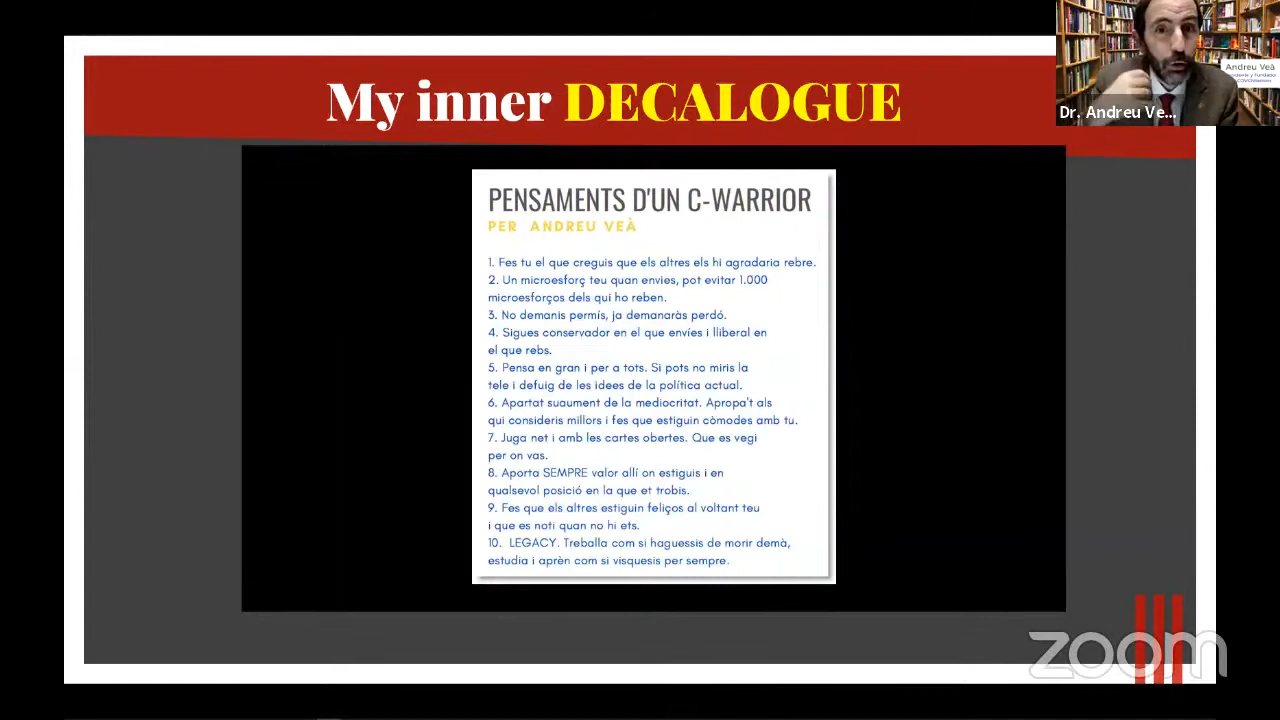 My inner DECALOGUE
Andreu Veà
Dr. Andreu Ve...
PENSAMENTS D'UN C-WARRIOR
PER ANDREU VEÀ
1. Fes tu el que creguis que els altres els hi agradaria rebre.
2. Un microesforç teu quan envies, pot evitar 1.000
microesforços dels qui ho reben.
3. No demanis permís, ja demanaràs perdó.
4. Sigues conservador en el que envíes i lliberal en
el que rebs.
5. Pensa en gran i per a tots. Si pots no miris la
tele i defuig de les idees de la política actual.
6. Apartat suaument de la mediocritat. Apropa't als
qui consideris millors i fes que estiguin còmodes amb tu.
7. Juga net i amb les cartes obertes. Que es vegi
per on vas.
8. Aporta SEMPRE valor allí on estiguis i en
qualsevol posició en la que et trobis.
9. Fes que els altres estiguin feliços al voltant teu
i que es noti quan no hi ets.
10. LEGACY. Treballa com si haguessis de morir demà,
estudia i aprèn com si visquesis per sempre.
zoom